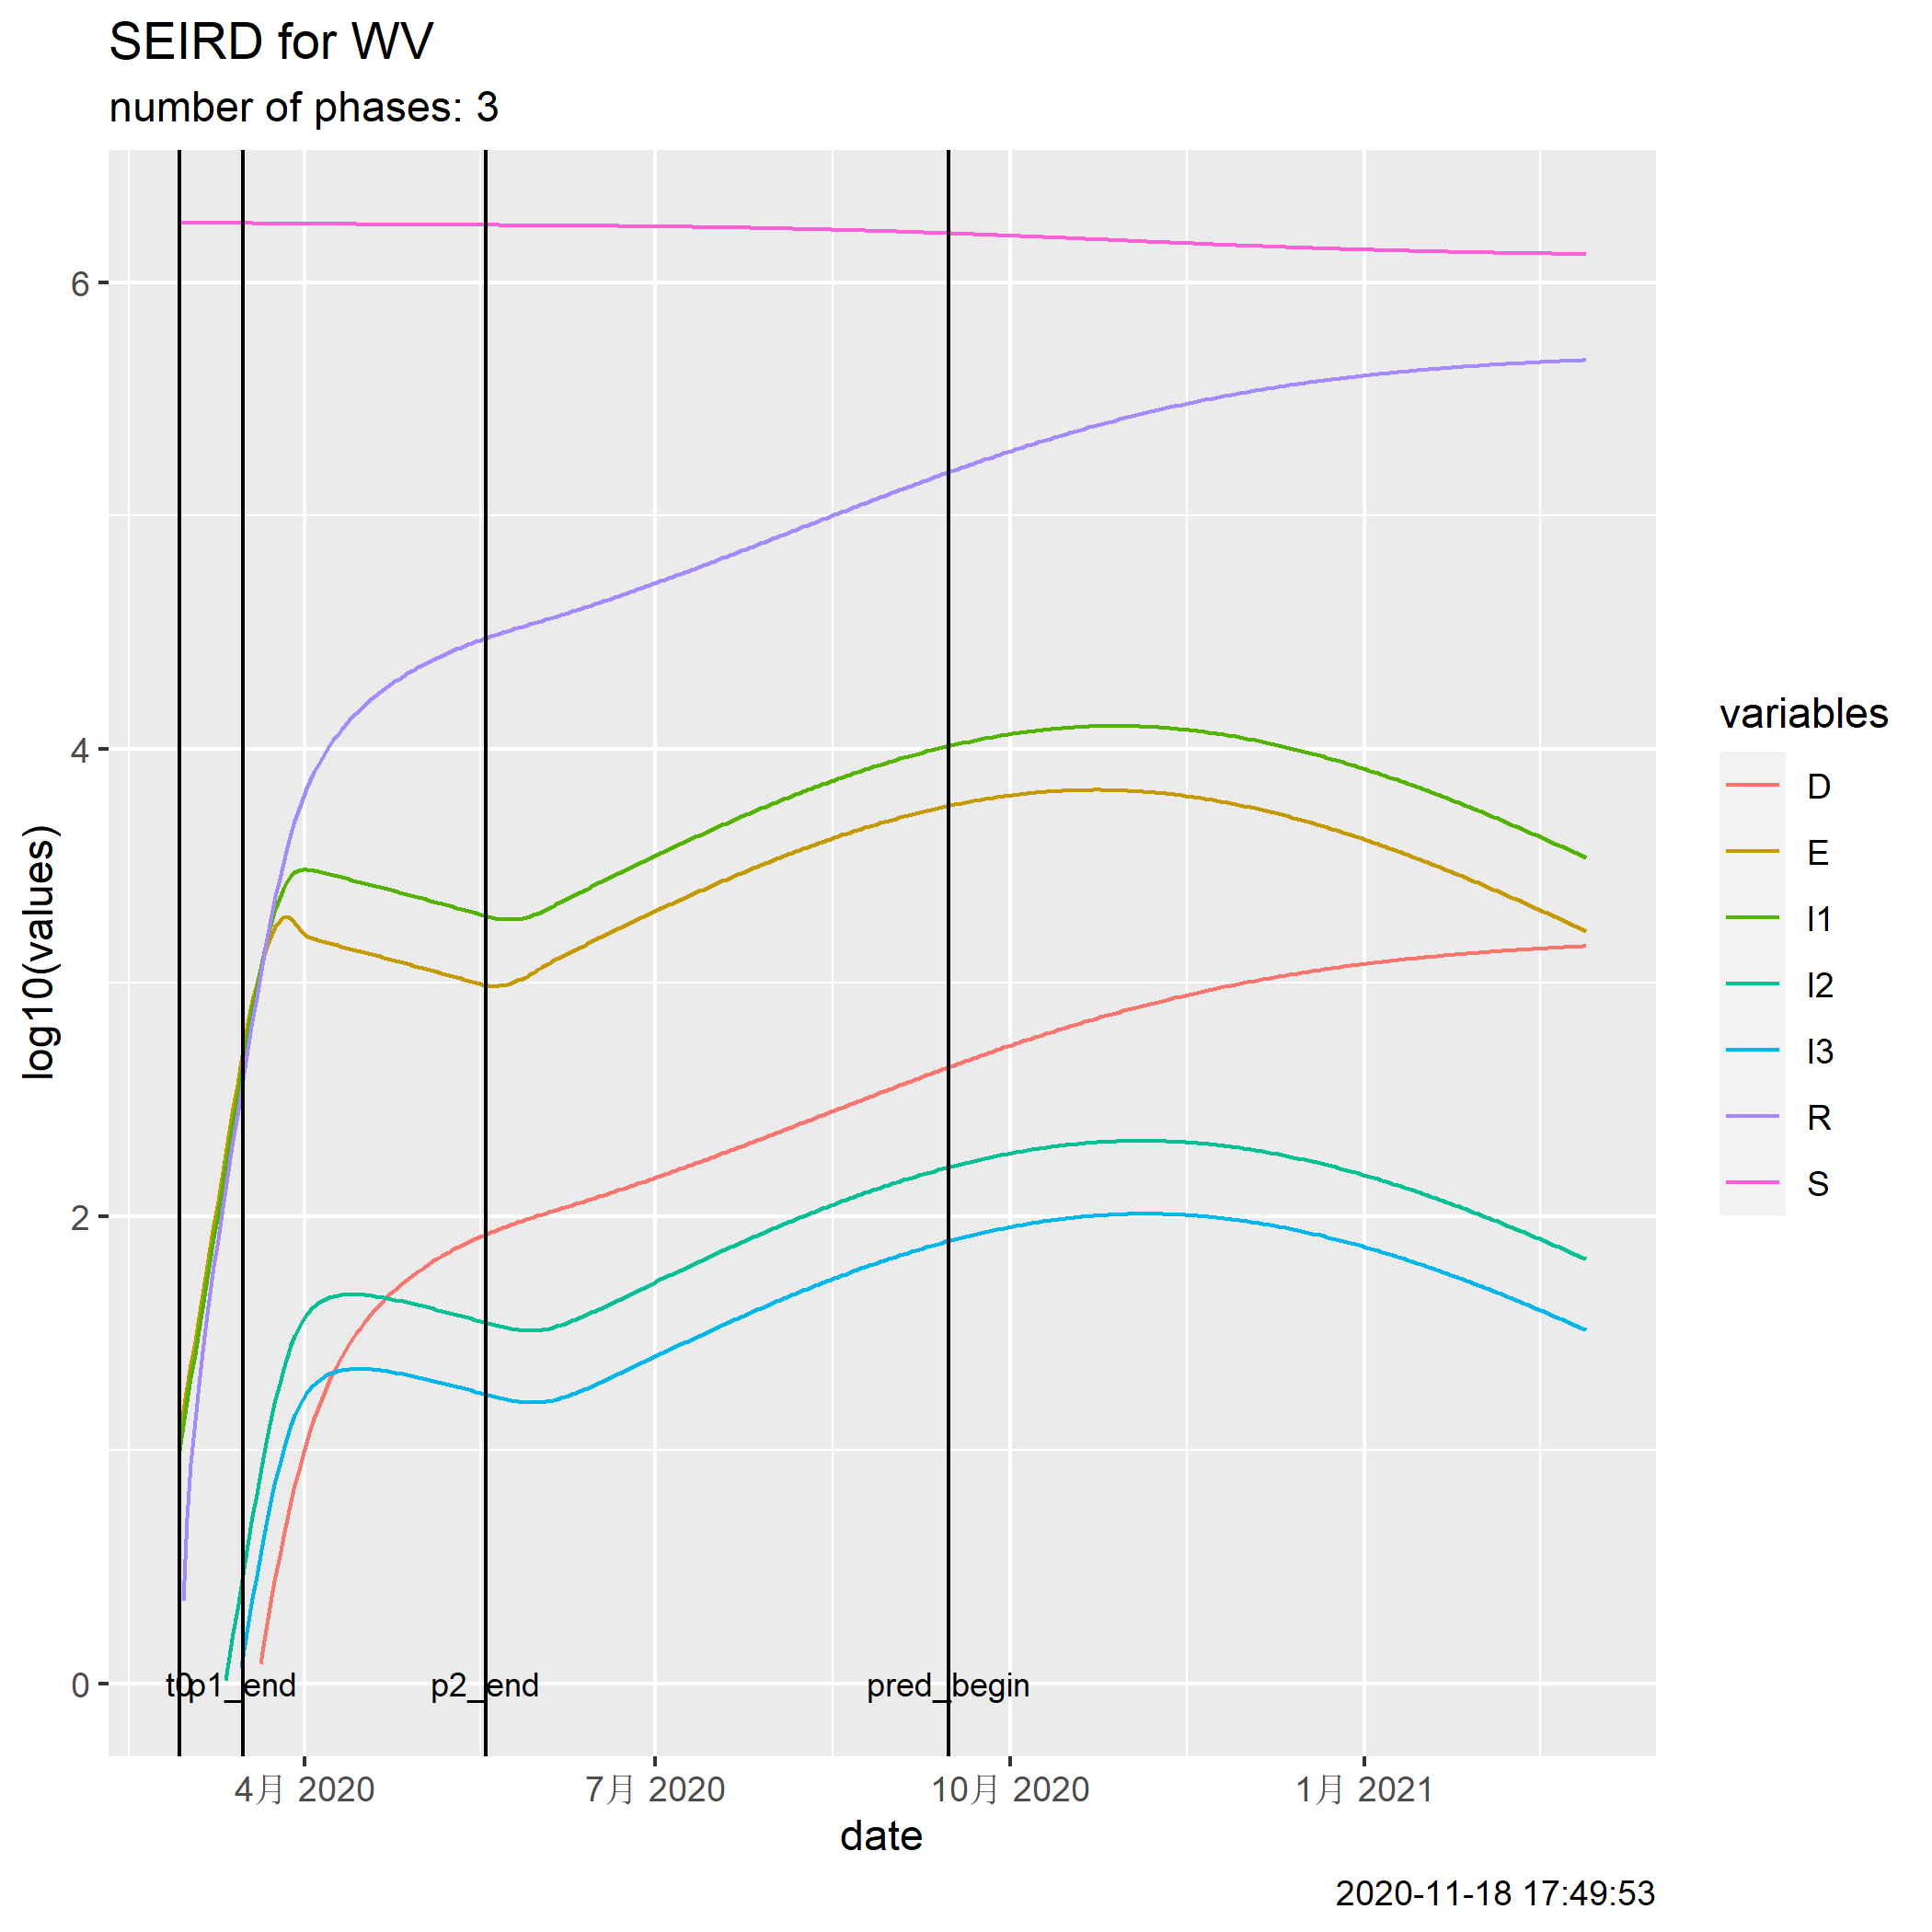 SEIRD for WV
number of phases: 3
log10(values)
6
4
2
0
t0
p1_end
p2_end
pred_begin
4月 2020
7月 2020
10月 2020
1月 2021
date
variables
D
E
I1
I2
I3
R
S
2020-11-18 17:49:53